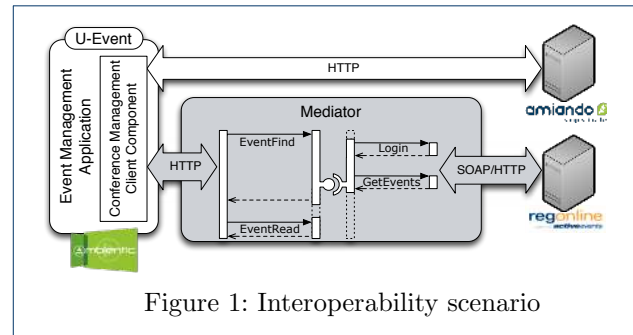 U-Event
Event Management
Application
Conference Management
Client Component
HTTP
HTTP
Mediator
EventFind
EventRead
Login
GetEvents
SOAP/HTTP
amiando
regonline
activeevents
ambientic
Figure 1: Interoperability scenario